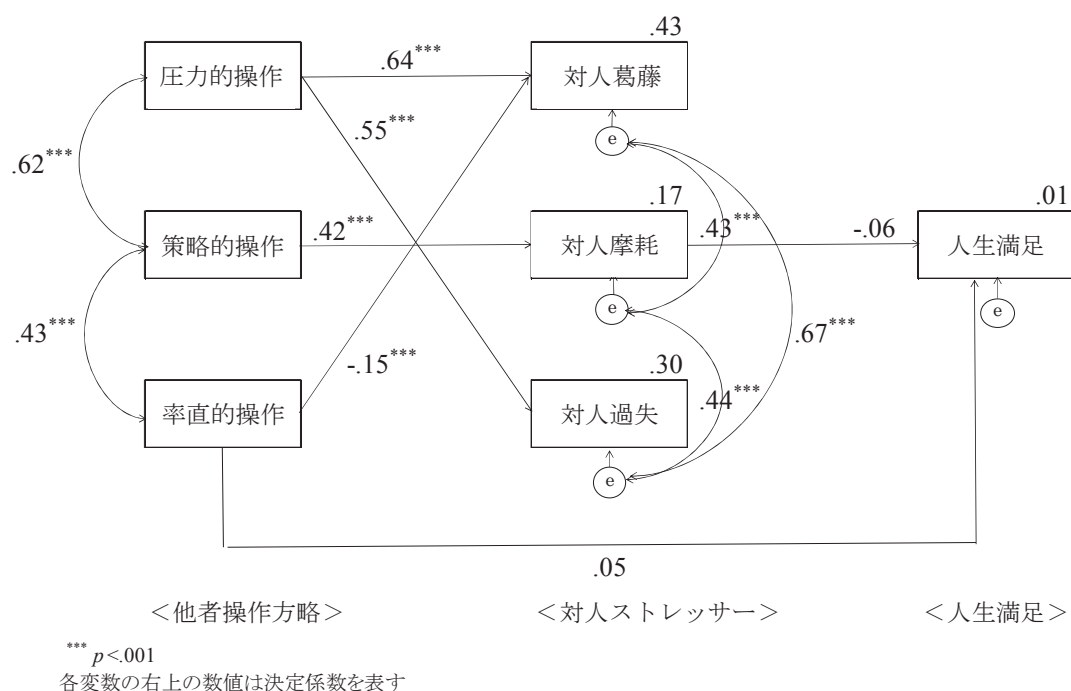 .43
圧力的操作
.64***
対人葛藤
.55***
e
.62***
.17
.01
策略的操作
.42***
対人摩耗
.43***
-.06
人生満足
e
e
.43***
-.15***
.67***
.30
率直的操作
対人過失
.44***
e
.05
＜他者操作方略＞
＜対人ストレッサー＞
＜人生満足＞
*** p<.001
各変数の右上の数値は決定係数を表す